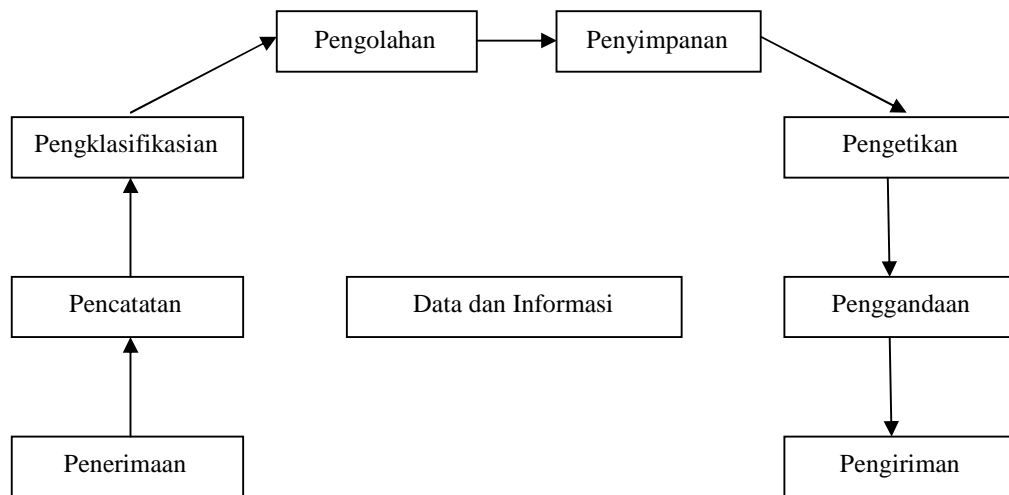 Pengolahan
Penyimpanan
Pengklasifikasian
Pengetikan
Pencatatan
Data dan Informasi
Penggandaan
Penerimaan
Pengiriman